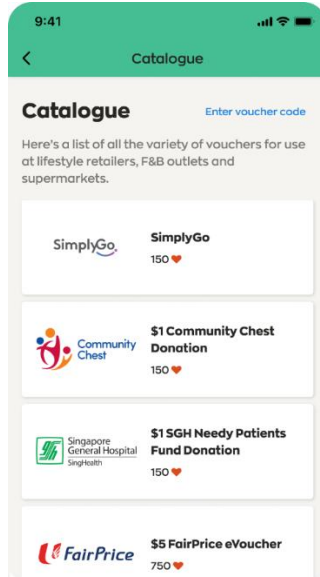 9:41
Catalogue
Catalogue
Enter voucher code
Here's a list of all the variety of vouchers for use
at lifestyle retailers, F&B outlets and
supermarkets.
SimplyGo
SimplyGo
150
Community
Chest
$1 Community Chest
Donation
150
Singapore
General Hospital
SingHealth
$1 SGH Needy Patients
Fund Donation
150
FairPrice
$5 FairPrice eVoucher
750